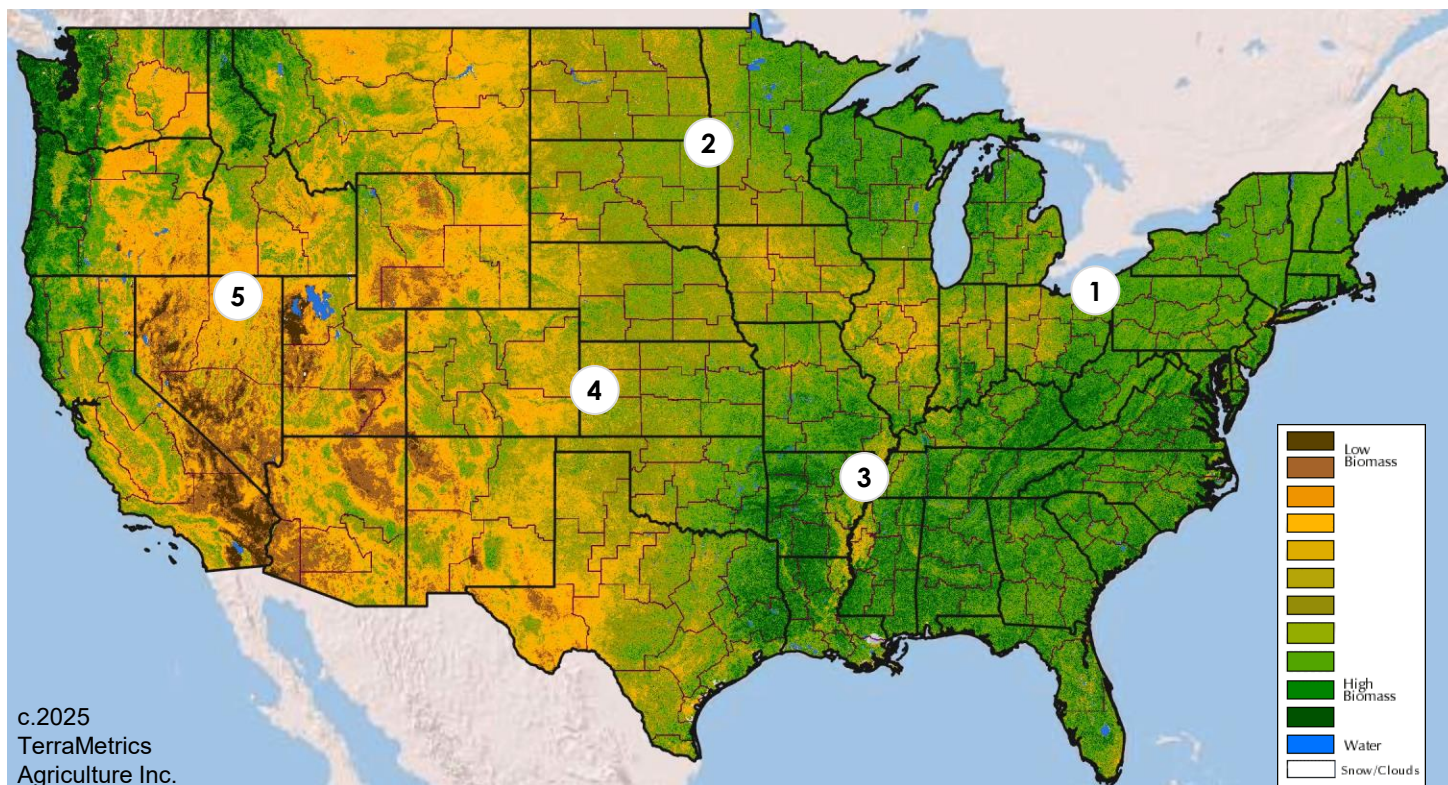 2
5
1
4
3
Low
Biomass
High
Biomass
Water
Snow/Clouds
c.2025
TerraMetrics
Agriculture Inc.